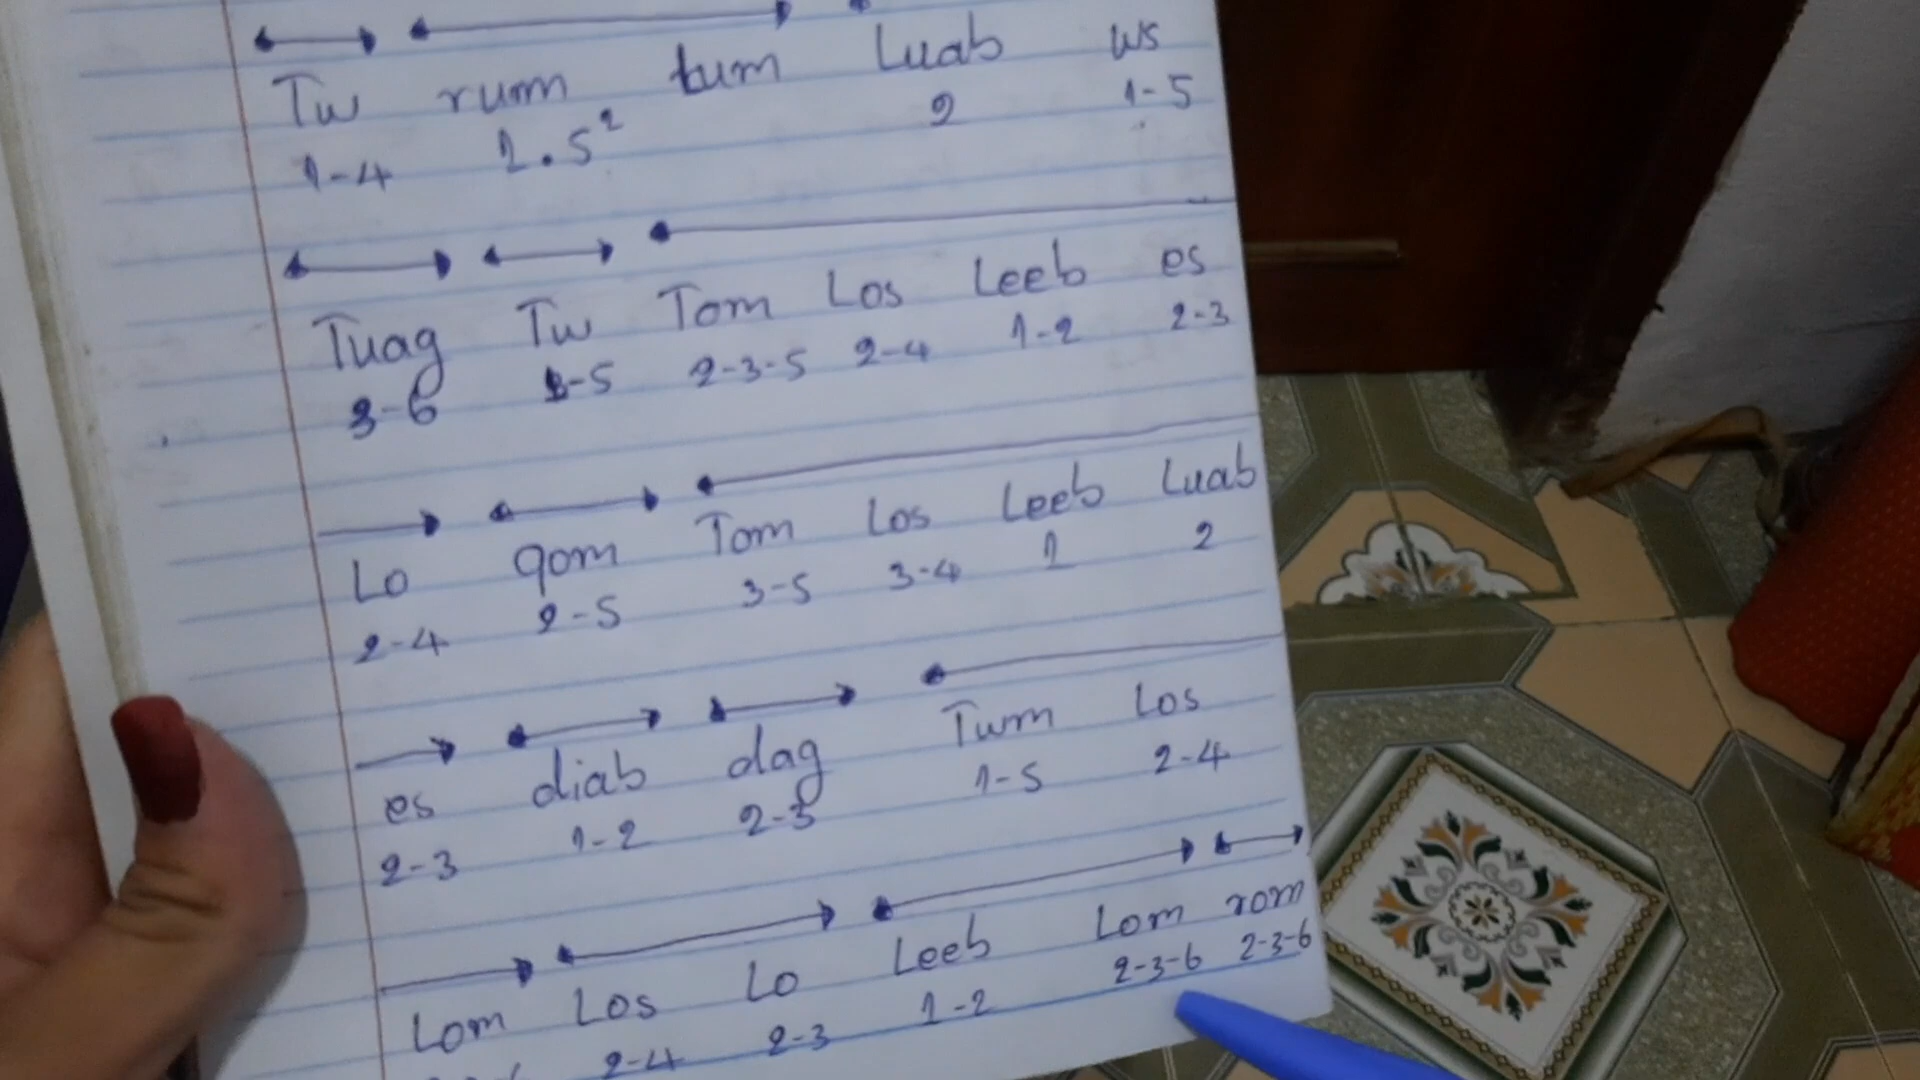 Tw rum tum Luab ws
1-4 1.5² 2 1-5
Tuag Tw Tom Los Leeb es
3-6 -5 2-3-5 2-4 1-2 2-3
Lo qom Tom Los Leeb Luab
2-4 2-5 3-5 3-4 1 2
es diab dag Twm Los
2-3 1-2 2-3 1-5 2-4
Lom Los Lo Leeb Lom rom
2-4 2-3 1-2 2-3-6 2-3-6